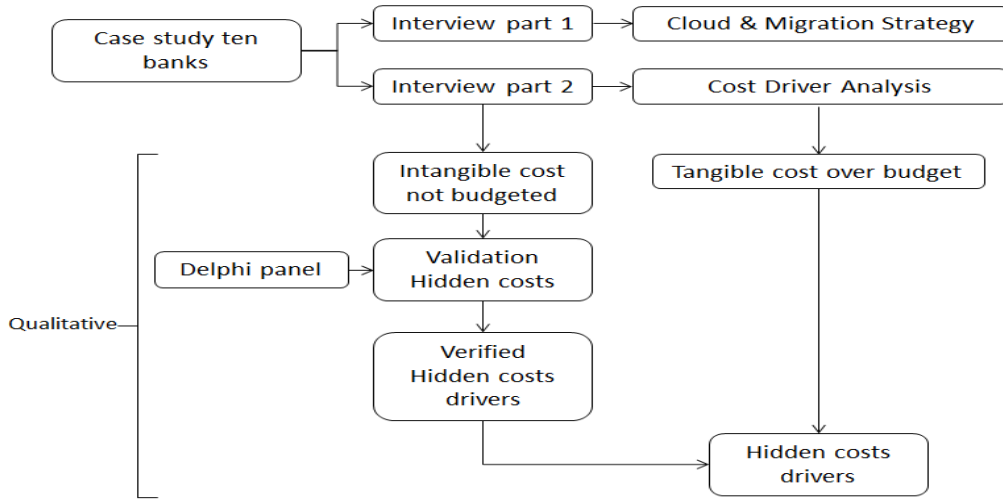 Case study ten
banks
Interview part 1
Cloud & Migration Strategy
Interview part 2
Cost Driver Analysis
Intangible cost
not budgeted
Tangible cost over budget
Delphi panel
Validation
Hidden costs
Qualitative
Verified
Hidden costs
drivers
Hidden costs
drivers